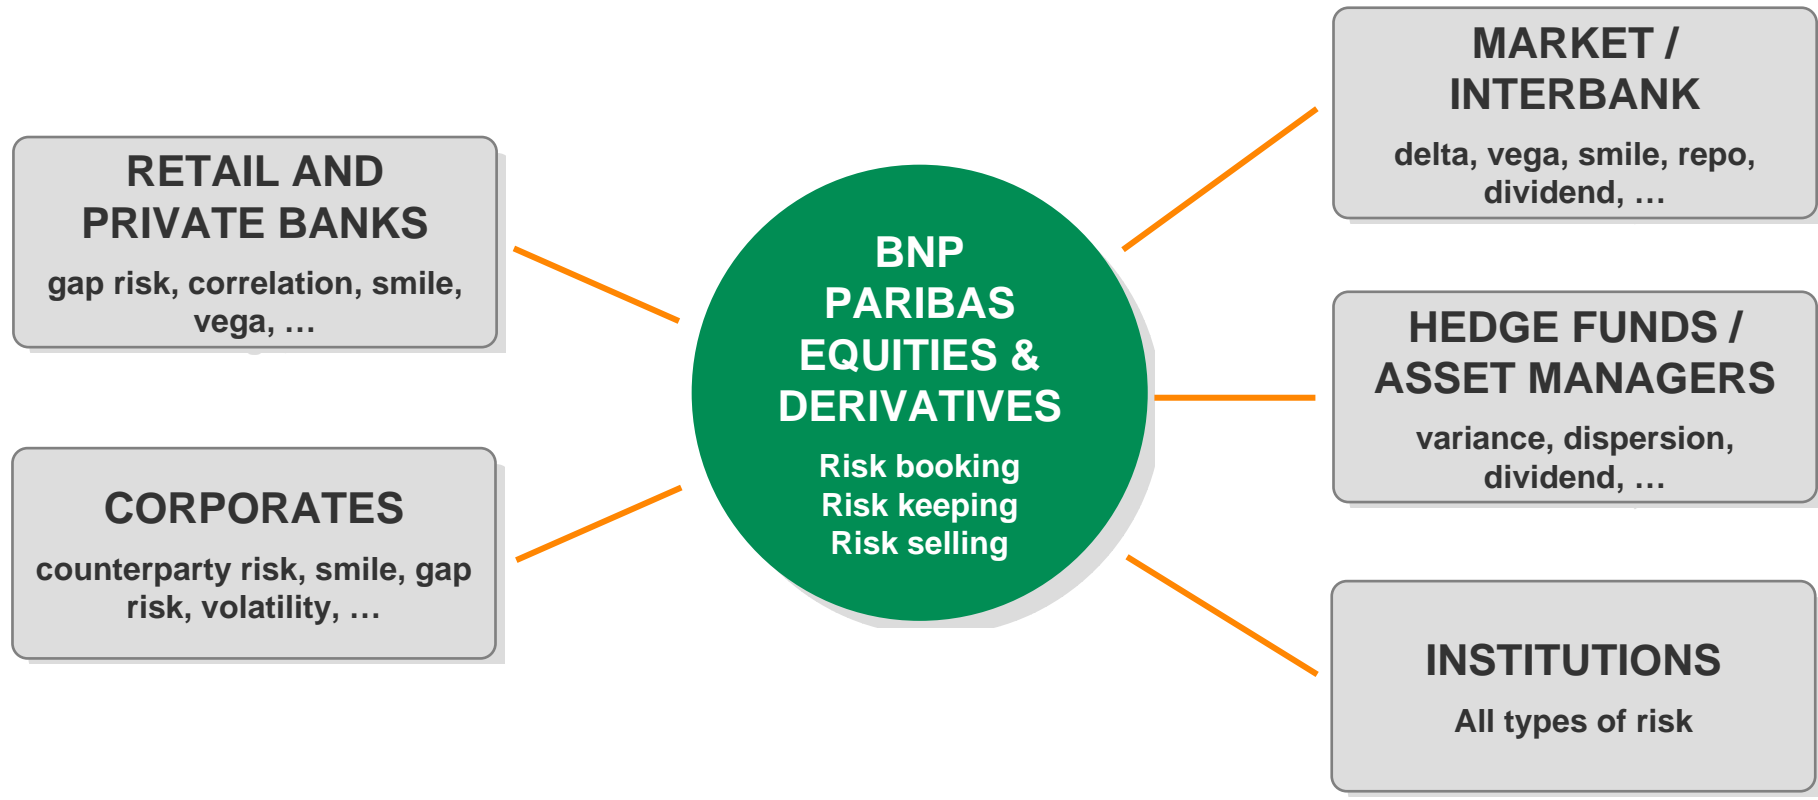 RETAIL AND
PRIVATE BANKS
gap risk, correlation, smile,
vega, …
CORPORATES
counterparty risk, smile, gap
risk, volatility, …
BNP
PARIBAS
EQUITIES &
DERIVATIVES
Risk booking
Risk keeping
Risk selling
MARKET /
INTERBANK
delta, vega, smile, repo,
dividend, …
HEDGE FUNDS /
ASSET MANAGERS
variance, dispersion,
dividend, …
INSTITUTIONS
All types of risk